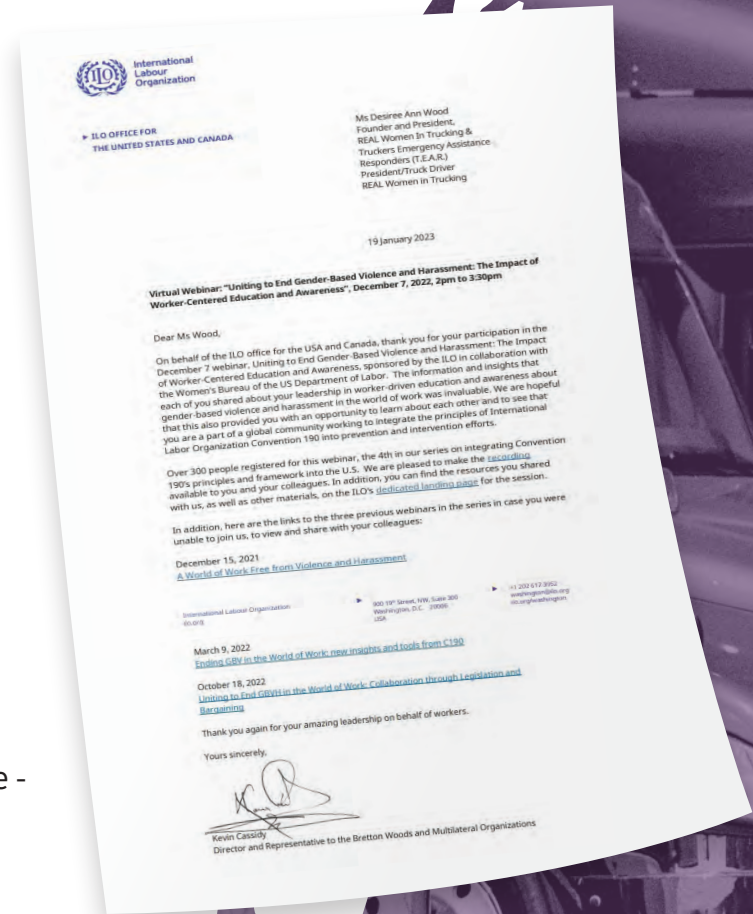 International
Labour
Organization
▸ ILO OFFICE FOR
THE UNITED STATES AND CANADA
Ms Desiree Ann Wood
Founder and President,
REAL Women In Trucking &
Truckers Emergency Assistance
Responders (T.E.A.R.)
President/Truck Driver
REAL Women in Trucking
19 January 2023
Virtual Webinar: "Uniting to End Gender-Based Violence and Harassment: The Impact of
Worker-Centered Education and Awareness", December 7, 2022, 2pm to 3:30pm
Dear Ms Wood,
On behalf of the ILO office for the USA and Canada, thank you for your participation in the
December 7 webinar, Uniting to End Gender-Based Violence and Harassment: The Impact
of Worker-Centered Education and Awareness, sponsored by the ILO in collaboration with
the Women's Bureau of the US Department of Labor. The information and insights that
each of you shared about your leadership in worker-driven education and awareness about
gender-based violence and harassment in the world of work was invaluable. We are hopeful
that this also provided you with an opportunity to learn about each other and to see that
you are a part of a global community working to integrate the principles of International
Labor Organization Convention 190 into prevention and intervention efforts.
Over 300 people registered for this webinar, the 4th in our series on integrating Convention
190's principles and framework into the U.S. We are pleased to make the recording
available to you and your colleagues. In addition, you can find the resources you shared
with us, as well as other materials, on the ILO's dedicated landing page for the session.
In addition, here are the links to the three previous webinars in the series in case you were
unable to join us, to view and share with your colleagues:
December 15, 2021
A World of Work Free from Violence and Harassment
International Labour Organization
ilo.org
900 19th Street, NW, Suite 300
Washington, D.C. 20006
USA
washington@ilo.org
ilo.org/washington
March 9, 2022
Ending GBV in the World of Work: new insights and tools from C190
October 18, 2022
Uniting to End GBVH in the World of Work: Collaboration through Legislation and
Bargaining
Thank you again for your amazing leadership on behalf of workers.
Yours sincerely,
Kevin Cassidy
Director and Representative to the Bretton Woods and Multilateral Organizations
e -